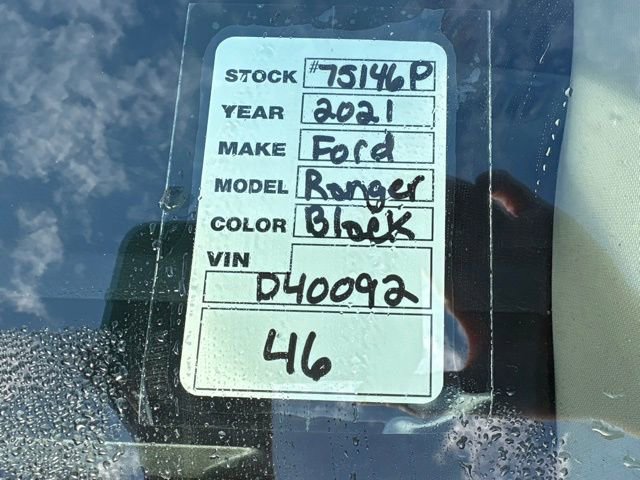 STOCK #75146P
YEAR 2021
MAKE Ford
MODEL Ranger
COLOR Black
VIN
D40092
46